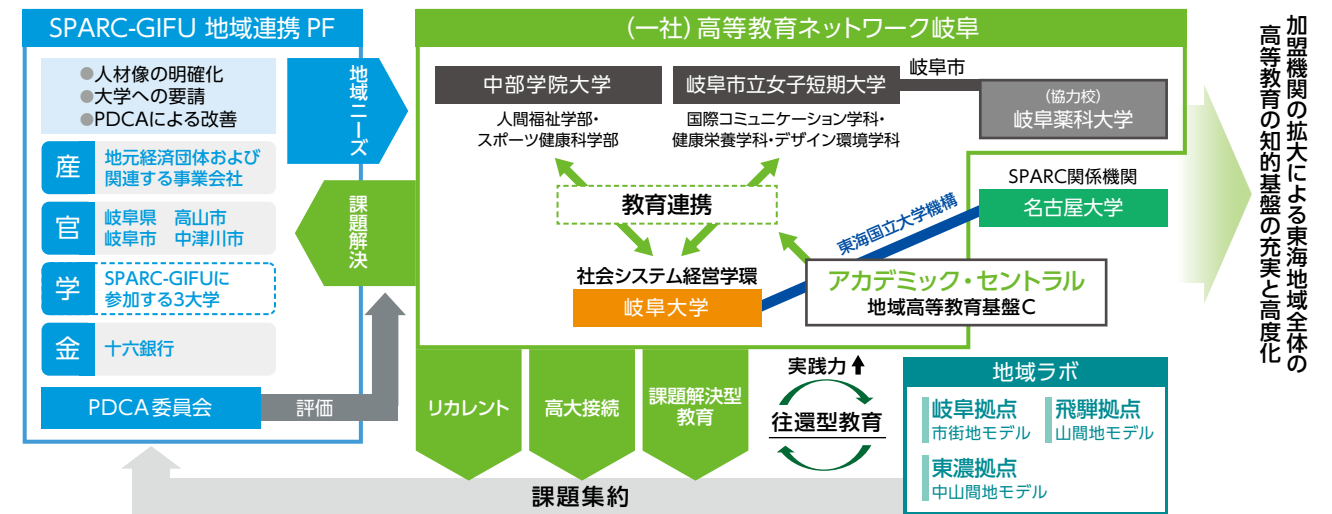 SPARC-GIFU 地域連携 PF
●人材像の明確化
●大学への要請
●PDCAによる改善
産
地元経済団体および
関連する事業会社
官
岐阜県 高山市
岐阜市 中津川市
学
SPARC-GIFUに
参加する3大学
金
十六銀行
PDCA委員会
評価
地域ニーズ
課題解決
(一社)高等教育ネットワーク岐阜
中部学院大学
人間福祉学部・
スポーツ健康科学部
岐阜市立女子短期大学
国際コミュニケーション学科・
健康栄養学科・デザイン環境学科
岐阜市
(協力校)
岐阜薬科大学
教育連携
SPARC関係機関
名古屋大学
東海国立大学機構
社会システム経営学環
岐阜大学
アカデミック・セントラル
地域高等教育基盤C
リカレント
高大接続
課題解決型
教育
実践力
往還型教育
地域ラボ
岐阜拠点
市街地モデル
飛騨拠点
山間地モデル
東濃拠点
中山間地モデル
課題集約
加盟機関の拡大による東海地域全体の
高等教育の知的基盤の充実と高度化